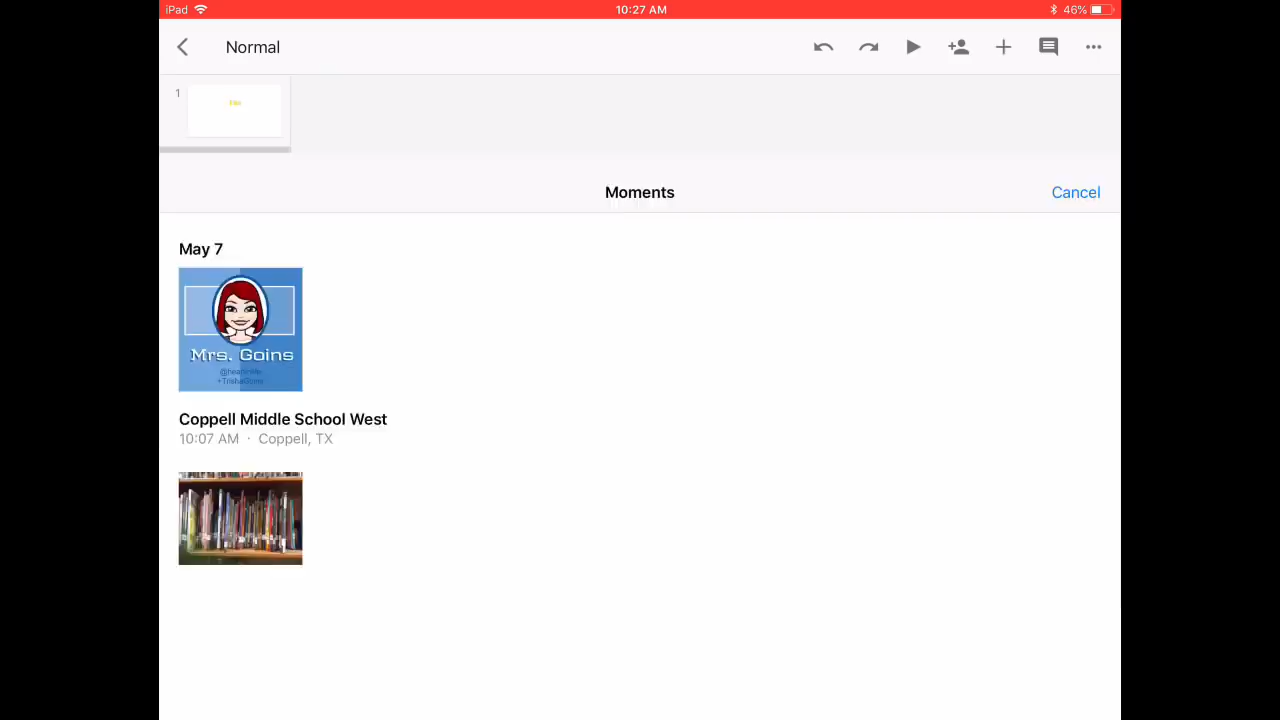 iPad 10:27 AM 46%
Normal
1
Moments Cancel
May 7
Mrs. Goins
Coppell Middle School West
10:07 AM · Coppell, TX